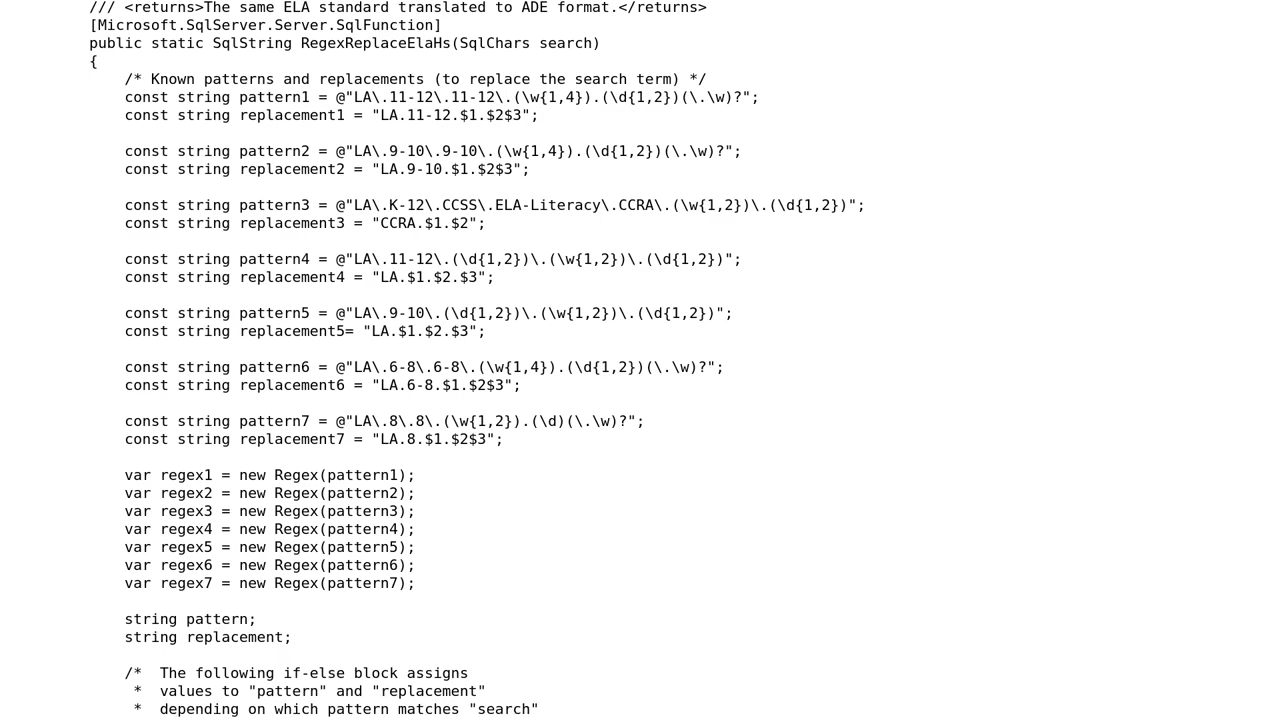 /// <returns>The same ELA standard translated to ADE format.</returns>
[Microsoft.SqlServer.Server.SqlFunction]
public static SqlString RegexReplaceElaHs(SqlChars search)
{
    /* Known patterns and replacements (to replace the search term) */
    const string pattern1 = @"LA\.11-12\.11-12\.(\w{1,4}).(\d{1,2})(\.\w)?";
    const string replacement1 = "LA.11-12.$1.$2$3";

    const string pattern2 = @"LA\.9-10\.9-10\.(\w{1,4}).(\d{1,2})(\.\w)?";
    const string replacement2 = "LA.9-10.$1.$2$3";

    const string pattern3 = @"LA\.K-12\.CCSS\.ELA-Literacy\.CCRA\.(\w{1,2})\.(\d{1,2})";
    const string replacement3 = "CCRA.$1.$2";

    const string pattern4 = @"LA\.11-12\.(\d{1,2})\.(\w{1,2})\.(\d{1,2})";
    const string replacement4 = "LA.$1.$2.$3";

    const string pattern5 = @"LA\.9-10\.(\d{1,2})\.(\w{1,2})\.(\d{1,2})";
    const string replacement5= "LA.$1.$2.$3";

    const string pattern6 = @"LA\.6-8\.6-8\.(\w{1,4}).(\d{1,2})(\.\w)?";
    const string replacement6 = "LA.6-8.$1.$2$3";

    const string pattern7 = @"LA\.8\.8\.(\w{1,2}).(\d)(\.\w)?";
    const string replacement7 = "LA.8.$1.$2$3";

    var regex1 = new Regex(pattern1);
    var regex2 = new Regex(pattern2);
    var regex3 = new Regex(pattern3);
    var regex4 = new Regex(pattern4);
    var regex5 = new Regex(pattern5);
    var regex6 = new Regex(pattern6);
    var regex7 = new Regex(pattern7);

    string pattern;
    string replacement;

    /*  The following if-else block assigns
     *  values to "pattern" and "replacement"
     *  depending on which pattern matches "search"